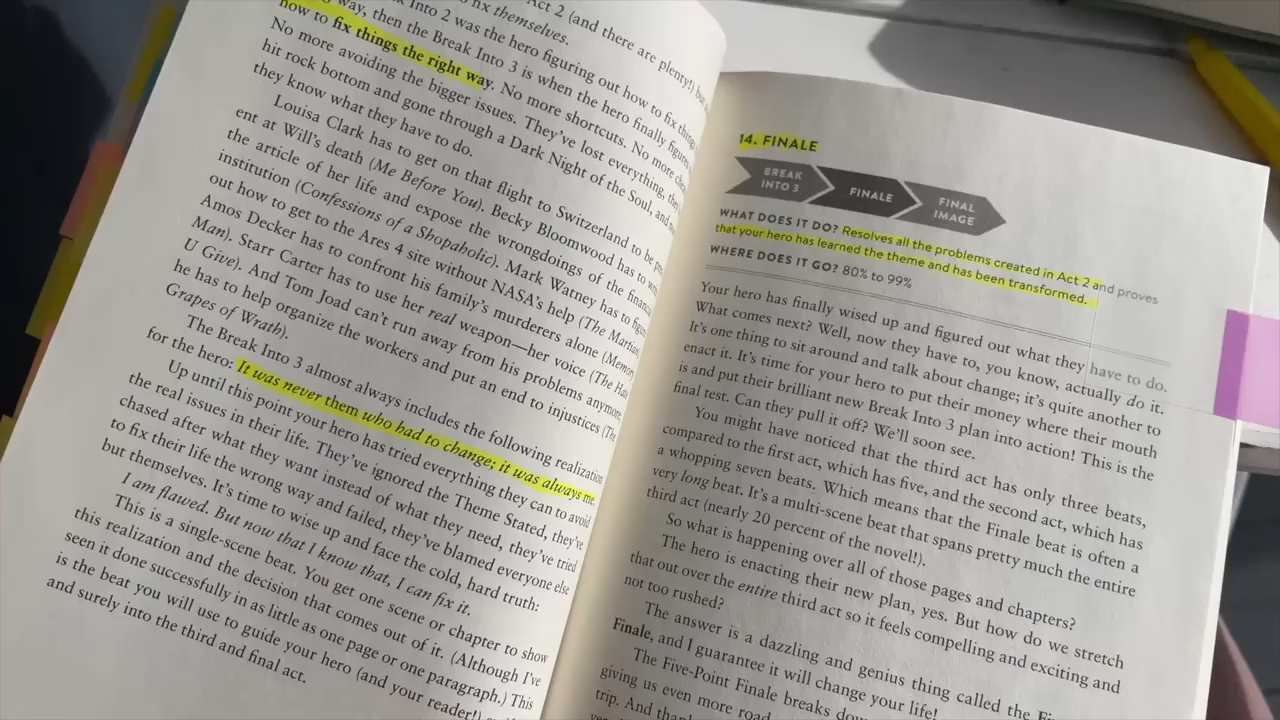 Act 2 (and there are plenty!) but
fix themselves.
way, then the Break Into 3 is when the hero finally figures
Into 2 was the hero figuring out how to fix things
how to fix things the right way. No more shortcuts. No more
No more avoiding the bigger issues. They've lost everything, they
hit rock bottom and gone through a Dark Night of the Soul, and
they know what they have to do.
Louisa Clark has to get on that flight to Switzerland to be
ent at Will's death (Me Before You). Becky Bloomwood has to
the article of her life and expose the wrongdoings of the
institution (Confessions of a Shopaholic). Mark Watney has to
out how to get to the Ares 4 site without NASA's help (The Martian
Amos Decker has to confront his family's murderers alone (Memory
Man). Starr Carter has to use her real weapon—her voice (The Hate
U Give). And Tom Joad can't run away from his problems anymore
he has to help organize the workers and put an end to injustices (The
Grapes of Wrath).
The Break Into 3 almost always includes the following realization
for the hero: It was never them who had to change; it was always me.
Up until this point your hero has tried everything they can to avoid
the real issues in their life. They've ignored the Theme Stated, they've
chased after what they want instead of what they need, they've tried
to fix their life the wrong way and failed, they've blamed everyone else
but themselves. It's time to wise up and face the cold, hard truth:
I am flawed. But now that I know that, I can fix it.
This is a single-scene beat. You get one scene or chapter to show
this realization and the decision that comes out of it. (Although I've
seen it done successfully in as little as one page or one paragraph.) This
is the beat you will use to guide your hero (and your reader!)
and surely into the third and final act.
14. FINALE
BREAK INTO 3
FINALE
FINAL IMAGE
WHAT DOES IT DO? Resolves all the problems created in Act 2 and proves
that your hero has learned the theme and has been transformed.
WHERE DOES IT GO? 80% to 99%
Your hero has finally wised up and figured out what they have to do.
What comes next? Well, now they have to, you know, actually do it.
It's one thing to sit around and talk about change; it's quite another to
enact it. It's time for your hero to put their money where their mouth
is and put their brilliant new Break Into 3 plan into action! This is the
final test. Can they pull it off? We'll soon see.
You might have noticed that the third act has only three beats,
compared to the first act, which has five, and the second act, which has
a whopping seven beats. Which means that the Finale beat is often a
very long beat. It's a multi-scene beat that spans pretty much the entire
third act (nearly 20 percent of the novel!).
So what is happening over all of those pages and chapters?
The hero is enacting their new plan, yes. But how do we stretch
that out over the entire third act so it feels compelling and exciting and
not too rushed?
The answer is a dazzling and genius thing called the
Finale, and I guarantee it will change your life!
The Five-Point Finale breaks
giving us even more road
trip. And